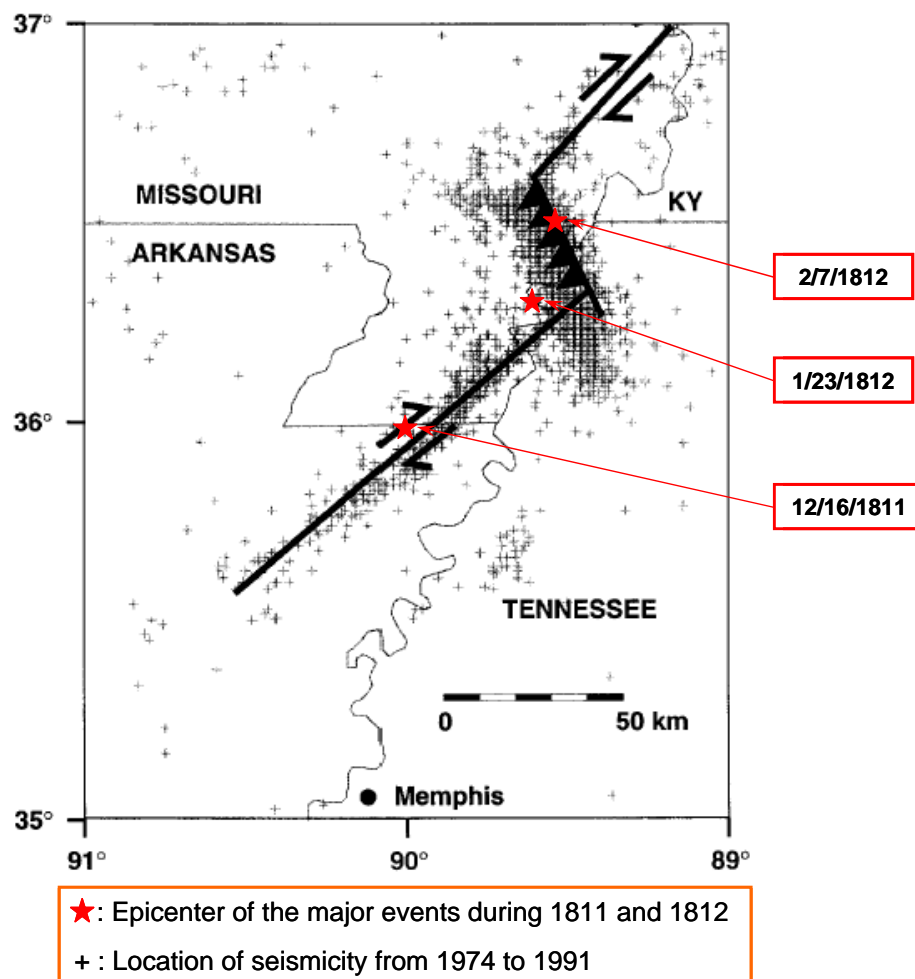 37°
MISSOURI
KY
ARKANSAS
2/7/1812
1/23/1812
36°
12/16/1811
TENNESSEE
0 50 km
Memphis
35°
91° 90° 89°
★: Epicenter of the major events during 1811 and 1812
+ : Location of seismicity from 1974 to 1991